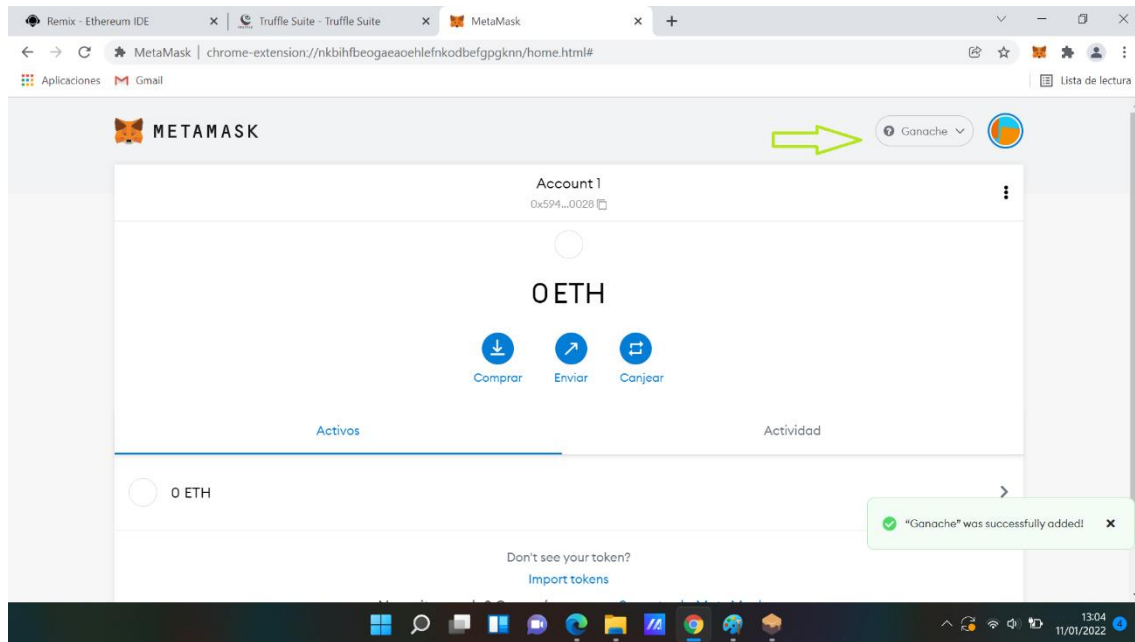 Remix - Ethereum IDE
Truffle Suite - Truffle Suite
MetaMask
MetaMask | chrome-extension://nkbihfbeogaeaoehlefnkodbefgpgknn/home.html#
Aplicaciones
Gmail
Lista de lectura
METAMASK
Ganache
Account 1
0x594...0028
0 ETH
Comprar
Enviar
Canjear
Activos
Actividad
0 ETH
"Ganache" was successfully added!
Don't see your token?
Import tokens
13:04
11/01/2022
4